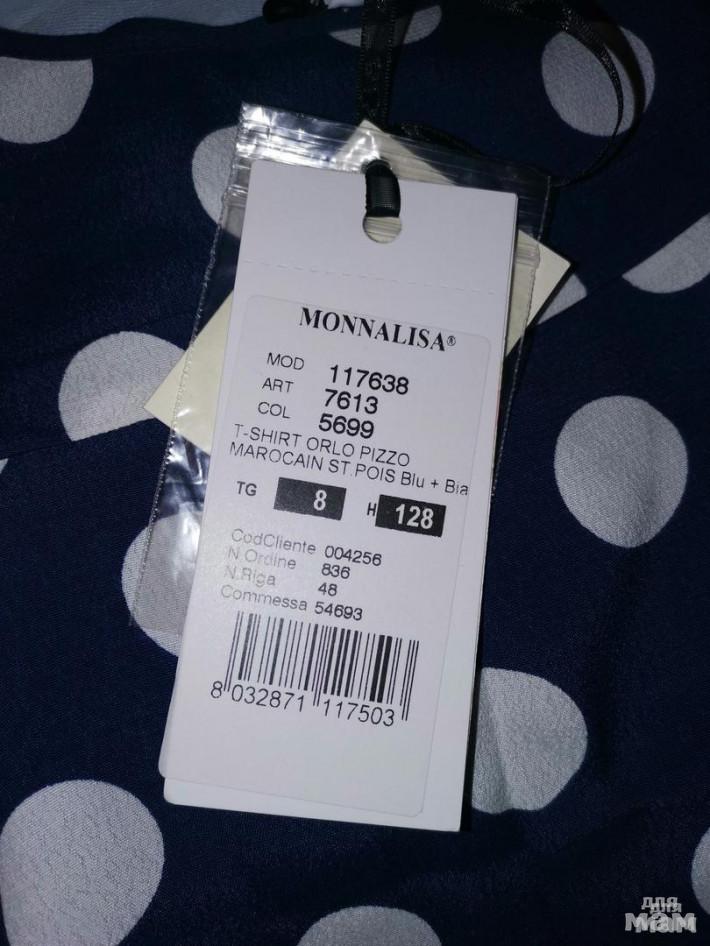 MONNALISA®
MOD 117638
ART 7613
COL 5699
T-SHIRT ORLO PIZZO
MAROCAIN ST.POIS Blu + Bia
TG 8 H 128
CodCliente 004256
N.Ordine 836
N.Riga 48
Commessa 54693
8 032871 117503
для
мам